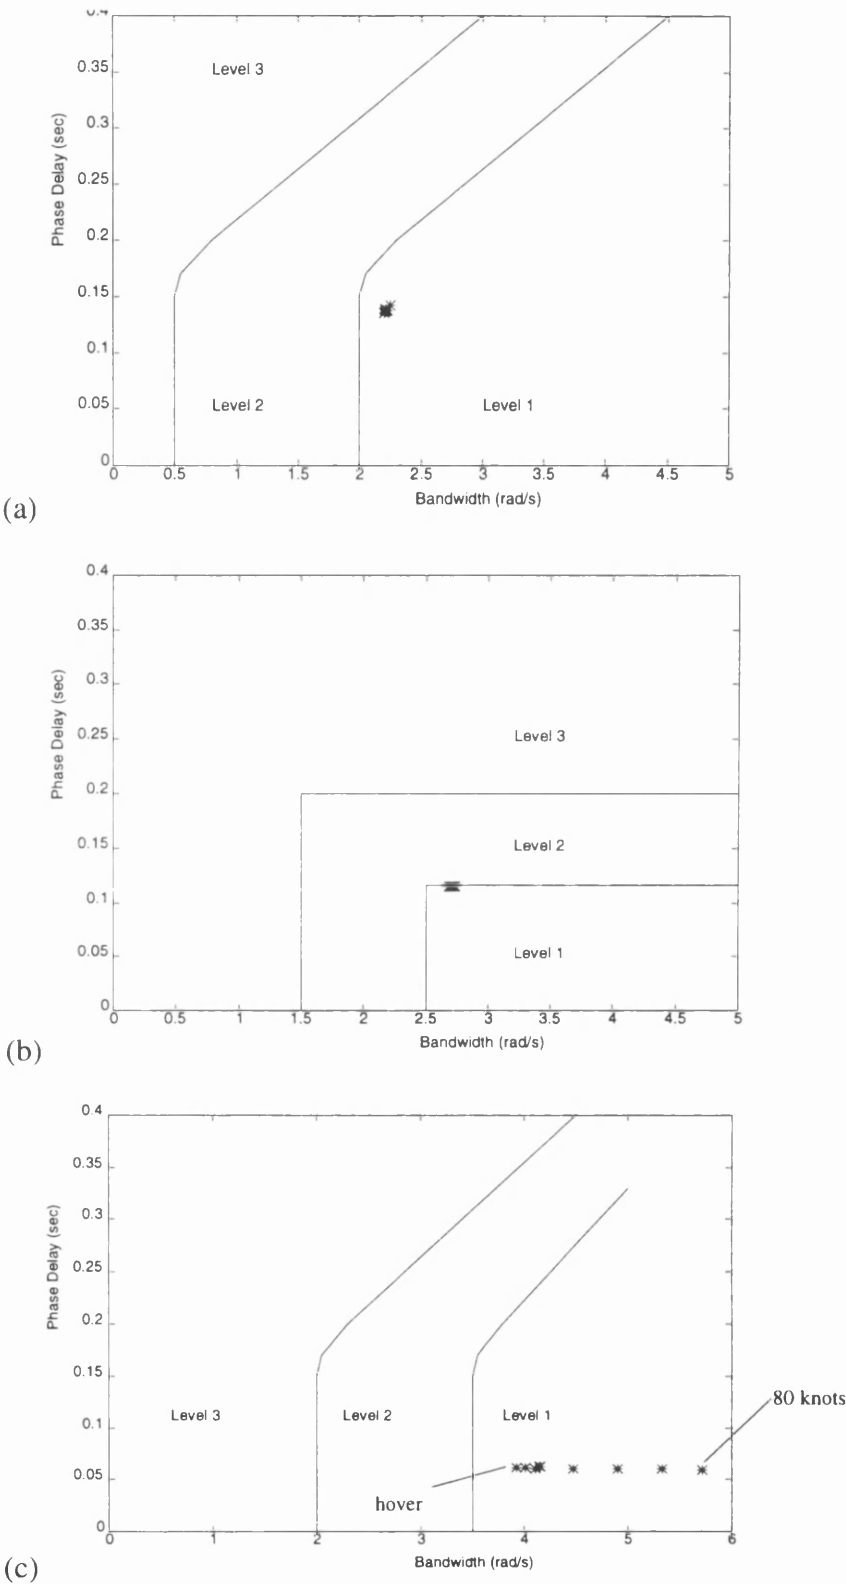 0.4
0.35
0.3
0.25
0.2
0.15
0.1
0.05
0
Phase Delay (sec)
Level 3
Level 2
Level 1
0 0.5 1 1.5 2 2.5 3 3.5 4 4.5 5
Bandwidth (rad/s)
(a)
0.4
0.35
0.3
0.25
0.2
0.15
0.1
0.05
0
Phase Delay (sec)
Level 3
Level 2
Level 1
0 0.5 1 1.5 2 2.5 3 3.5 4 4.5 5
Bandwidth (rad/s)
(b)
0.4
0.35
0.3
0.25
0.2
0.15
0.1
0.05
0
Phase Delay (sec)
Level 3
Level 2
Level 1
80 knots
hover
0 1 2 3 4 5 6
Bandwidth (rad/s)
(c)